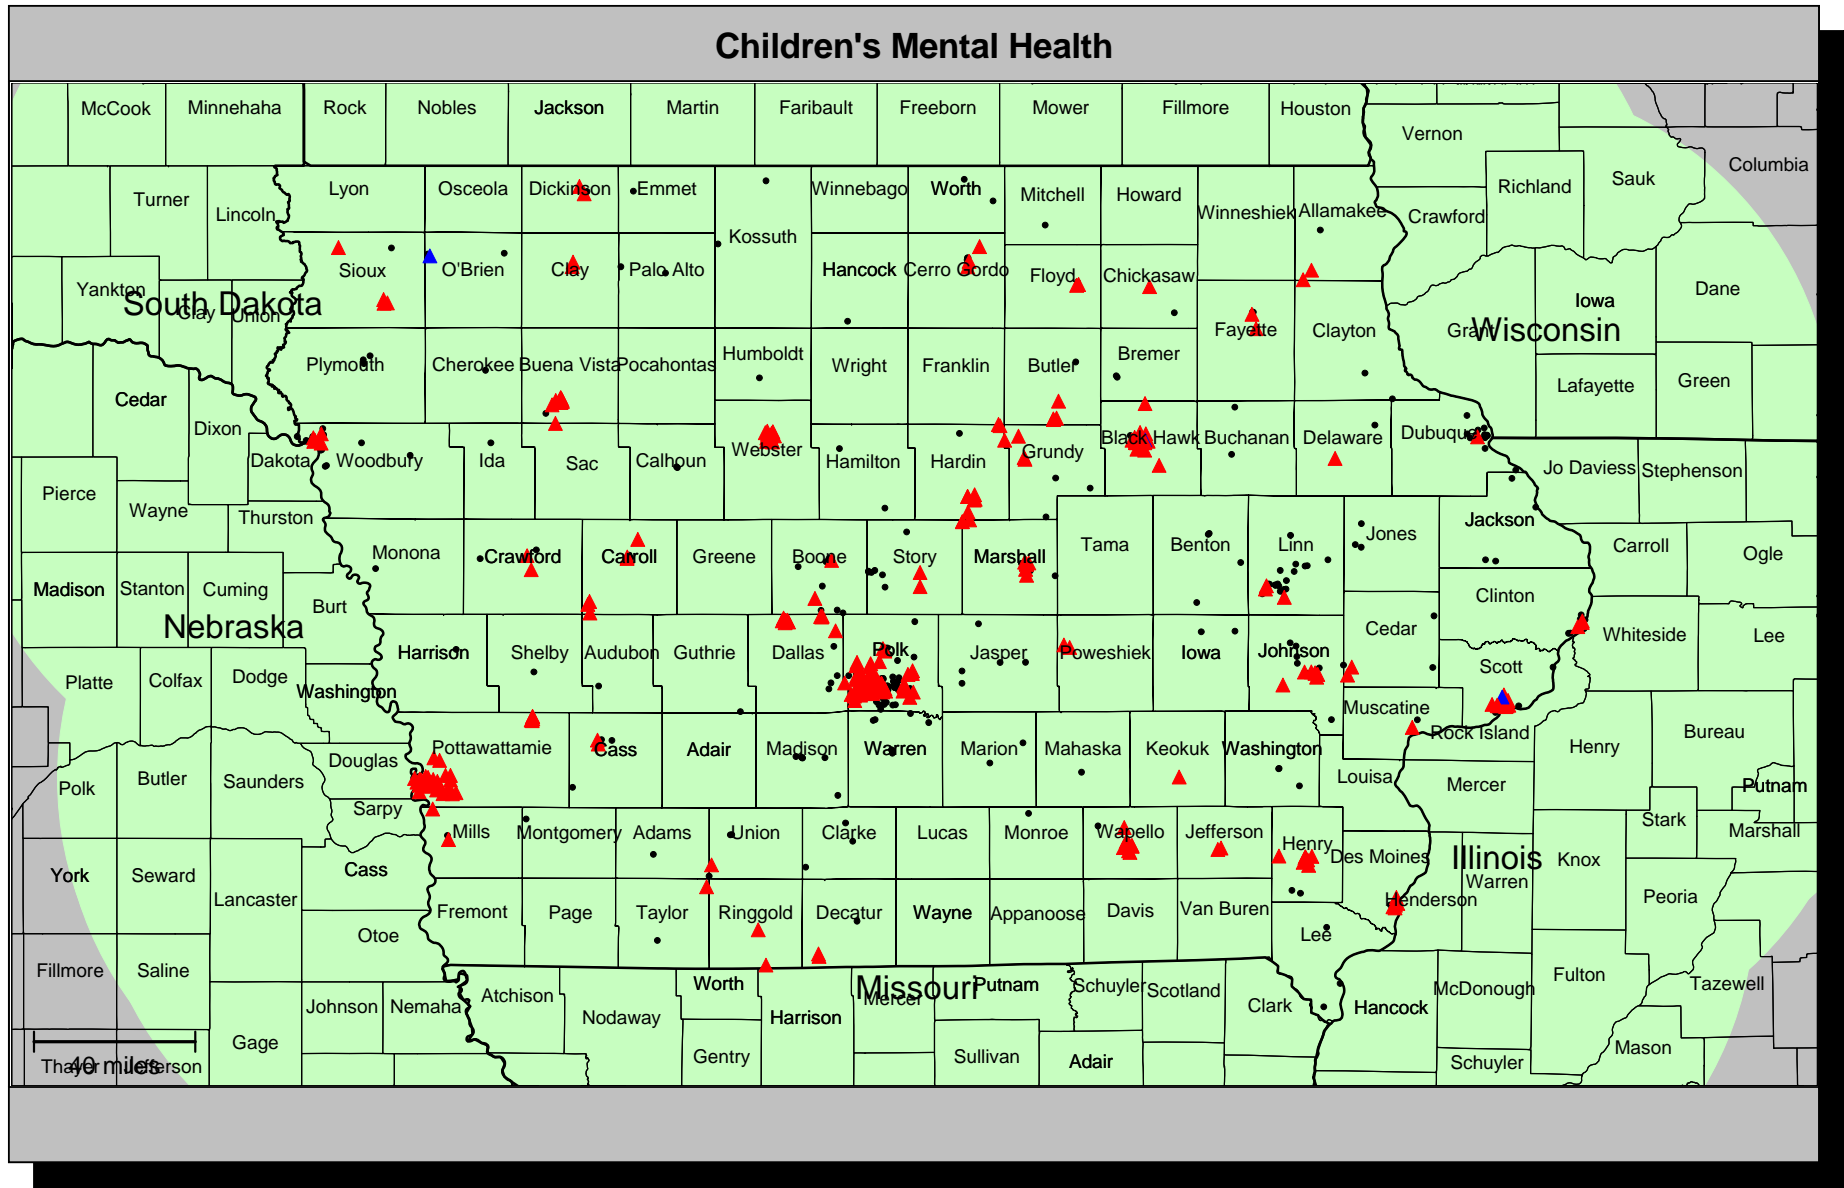 Children's Mental Health
McCook Minnehaha Rock Nobles Jackson Martin Faribault Freeborn Mower Fillmore Houston
Vernon
Columbia
Turner Lincoln Lyon Osceola Dickinson Emmet Winnebago Worth Mitchell Howard Richland Sauk
Winneshiek Allamakee Crawford
Kossuth
Yankton Sioux O'Brien Clay Palo Alto Hancock Cerro Gordo Floyd Chickasaw Iowa Dane
South Dakota
Clay Union
Fayette Clayton Grant
Wisconsin
Plymouth Cherokee Buena Vista Pocahontas Humboldt Wright Franklin Butler Bremer
Lafayette Green
Cedar
Dixon Dubuque
Dakota Woodbury Ida Sac Calhoun Webster Hamilton Hardin Grundy Black Hawk Buchanan Delaware
Jo Daviess Stephenson
Pierce
Wayne Thurston Jackson
Monona Crawford Carroll Greene Boone Story Marshall Tama Benton Linn Jones Carroll Ogle
Madison Stanton Cuming
Burt Clinton
Nebraska
Cedar Whiteside Lee
Harrison Shelby Audubon Guthrie Dallas Polk Jasper Poweshiek Iowa Johnson
Scott
Platte Colfax Dodge Washington
Muscatine
Rock Island
Pottawattamie Cass Adair Madison Warren Marion Mahaska Keokuk Washington Henry Bureau
Douglas
Polk Butler Saunders Louisa Mercer Putnam
Sarpy
Mills Montgomery Adams Union Clarke Lucas Monroe Wapello Jefferson Henry Stark Marshall
Des Moines
Illinois
Knox
York Seward Cass Warren
Lancaster Henderson Peoria
Fremont Page Taylor Ringgold Decatur Wayne Appanoose Davis Van Buren
Otoe Lee
Fillmore Saline Fulton
Worth
Missouri
Putnam Schuyler Scotland McDonough Tazewell
Mercer
Johnson Nemaha Atchison Nodaway Harrison Clark Hancock
Gage Gentry Sullivan Adair Schuyler Mason
Thayer Jefferson
40 miles